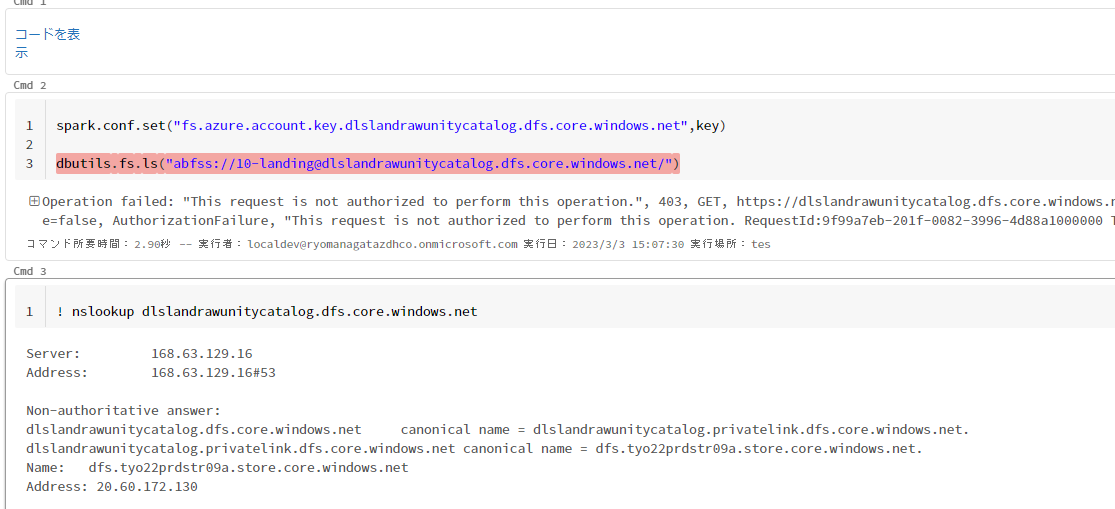 Cmd 1
コードを表
示
Cmd 2
1 spark.conf.set("fs.azure.account.key.dlslandrawunitycatalog.dfs.core.windows.net",key)
2
3 dbutils.fs.ls("abfss://10-landing@dlslandrawunitycatalog.dfs.core.windows.net/")
Operation failed: "This request is not authorized to perform this operation.", 403, GET, https://dlslandrawunitycatalog.dfs.core.windows.n
e=false, AuthorizationFailure, "This request is not authorized to perform this operation. RequestId:9f99a7eb-201f-0082-3996-4d88a1000000 T
コマンド所要時間：2.90秒 -- 実行者：localdev@ryomanagatazdhco.onmicrosoft.com 実行日：2023/3/3 15:07:30 実行場所：tes
Cmd 3
1 ! nslookup dlslandrawunitycatalog.dfs.core.windows.net
Server: 168.63.129.16
Address: 168.63.129.16#53
Non-authoritative answer:
dlslandrawunitycatalog.dfs.core.windows.net canonical name = dlslandrawunitycatalog.privatelink.dfs.core.windows.net.
dlslandrawunitycatalog.privatelink.dfs.core.windows.net canonical name = dfs.tyo22prdstr09a.store.core.windows.net.
Name: dfs.tyo22prdstr09a.store.core.windows.net
Address: 20.60.172.130